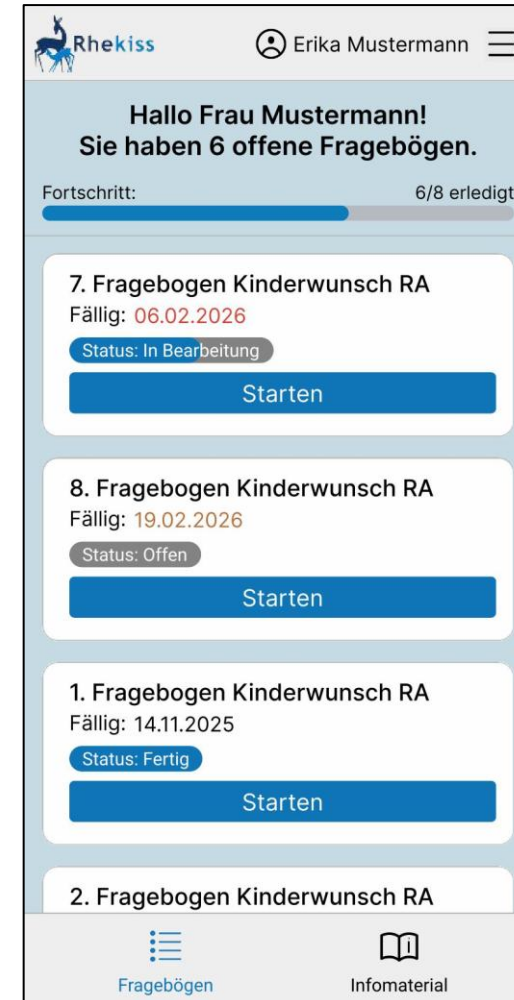 Rhekiss
Erika Mustermann
Hallo Frau Mustermann!
Sie haben 6 offene Fragebögen.
Fortschritt:
6/8 erledigt
7. Fragebogen Kinderwunsch RA
Fällig: 06.02.2026
Status: In Bearbeitung
Starten
8. Fragebogen Kinderwunsch RA
Fällig: 19.02.2026
Status: Offen
Starten
1. Fragebogen Kinderwunsch RA
Fällig: 14.11.2025
Status: Fertig
Starten
2. Fragebogen Kinderwunsch RA
Fragebögen
Infomaterial